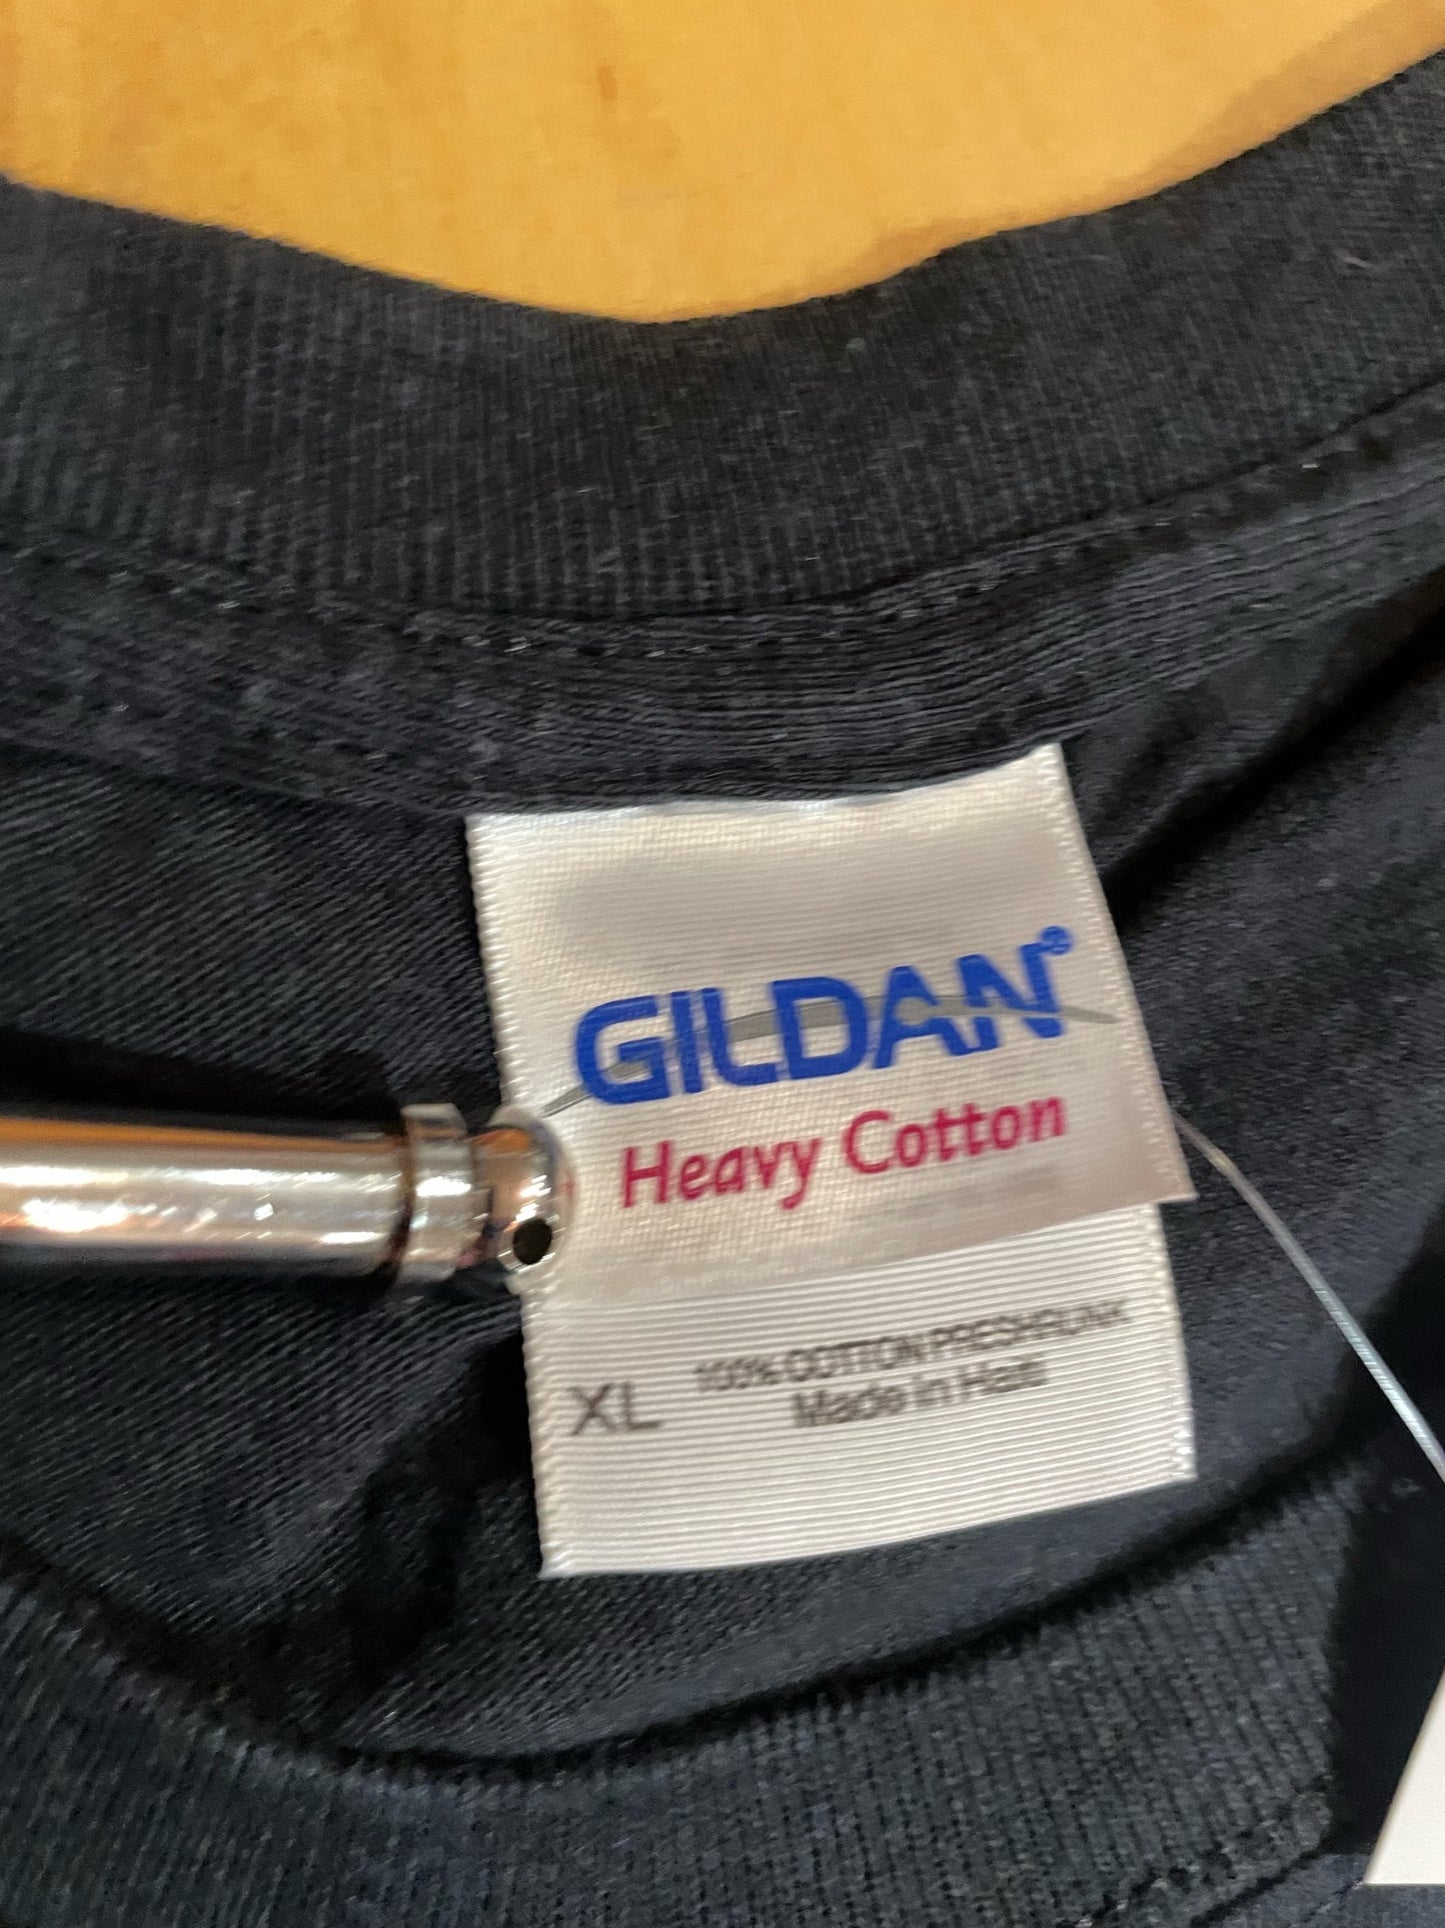 GILDAN®
Heavy Cotton
100% COTTON PRESHRUNK
XL Made in Haiti